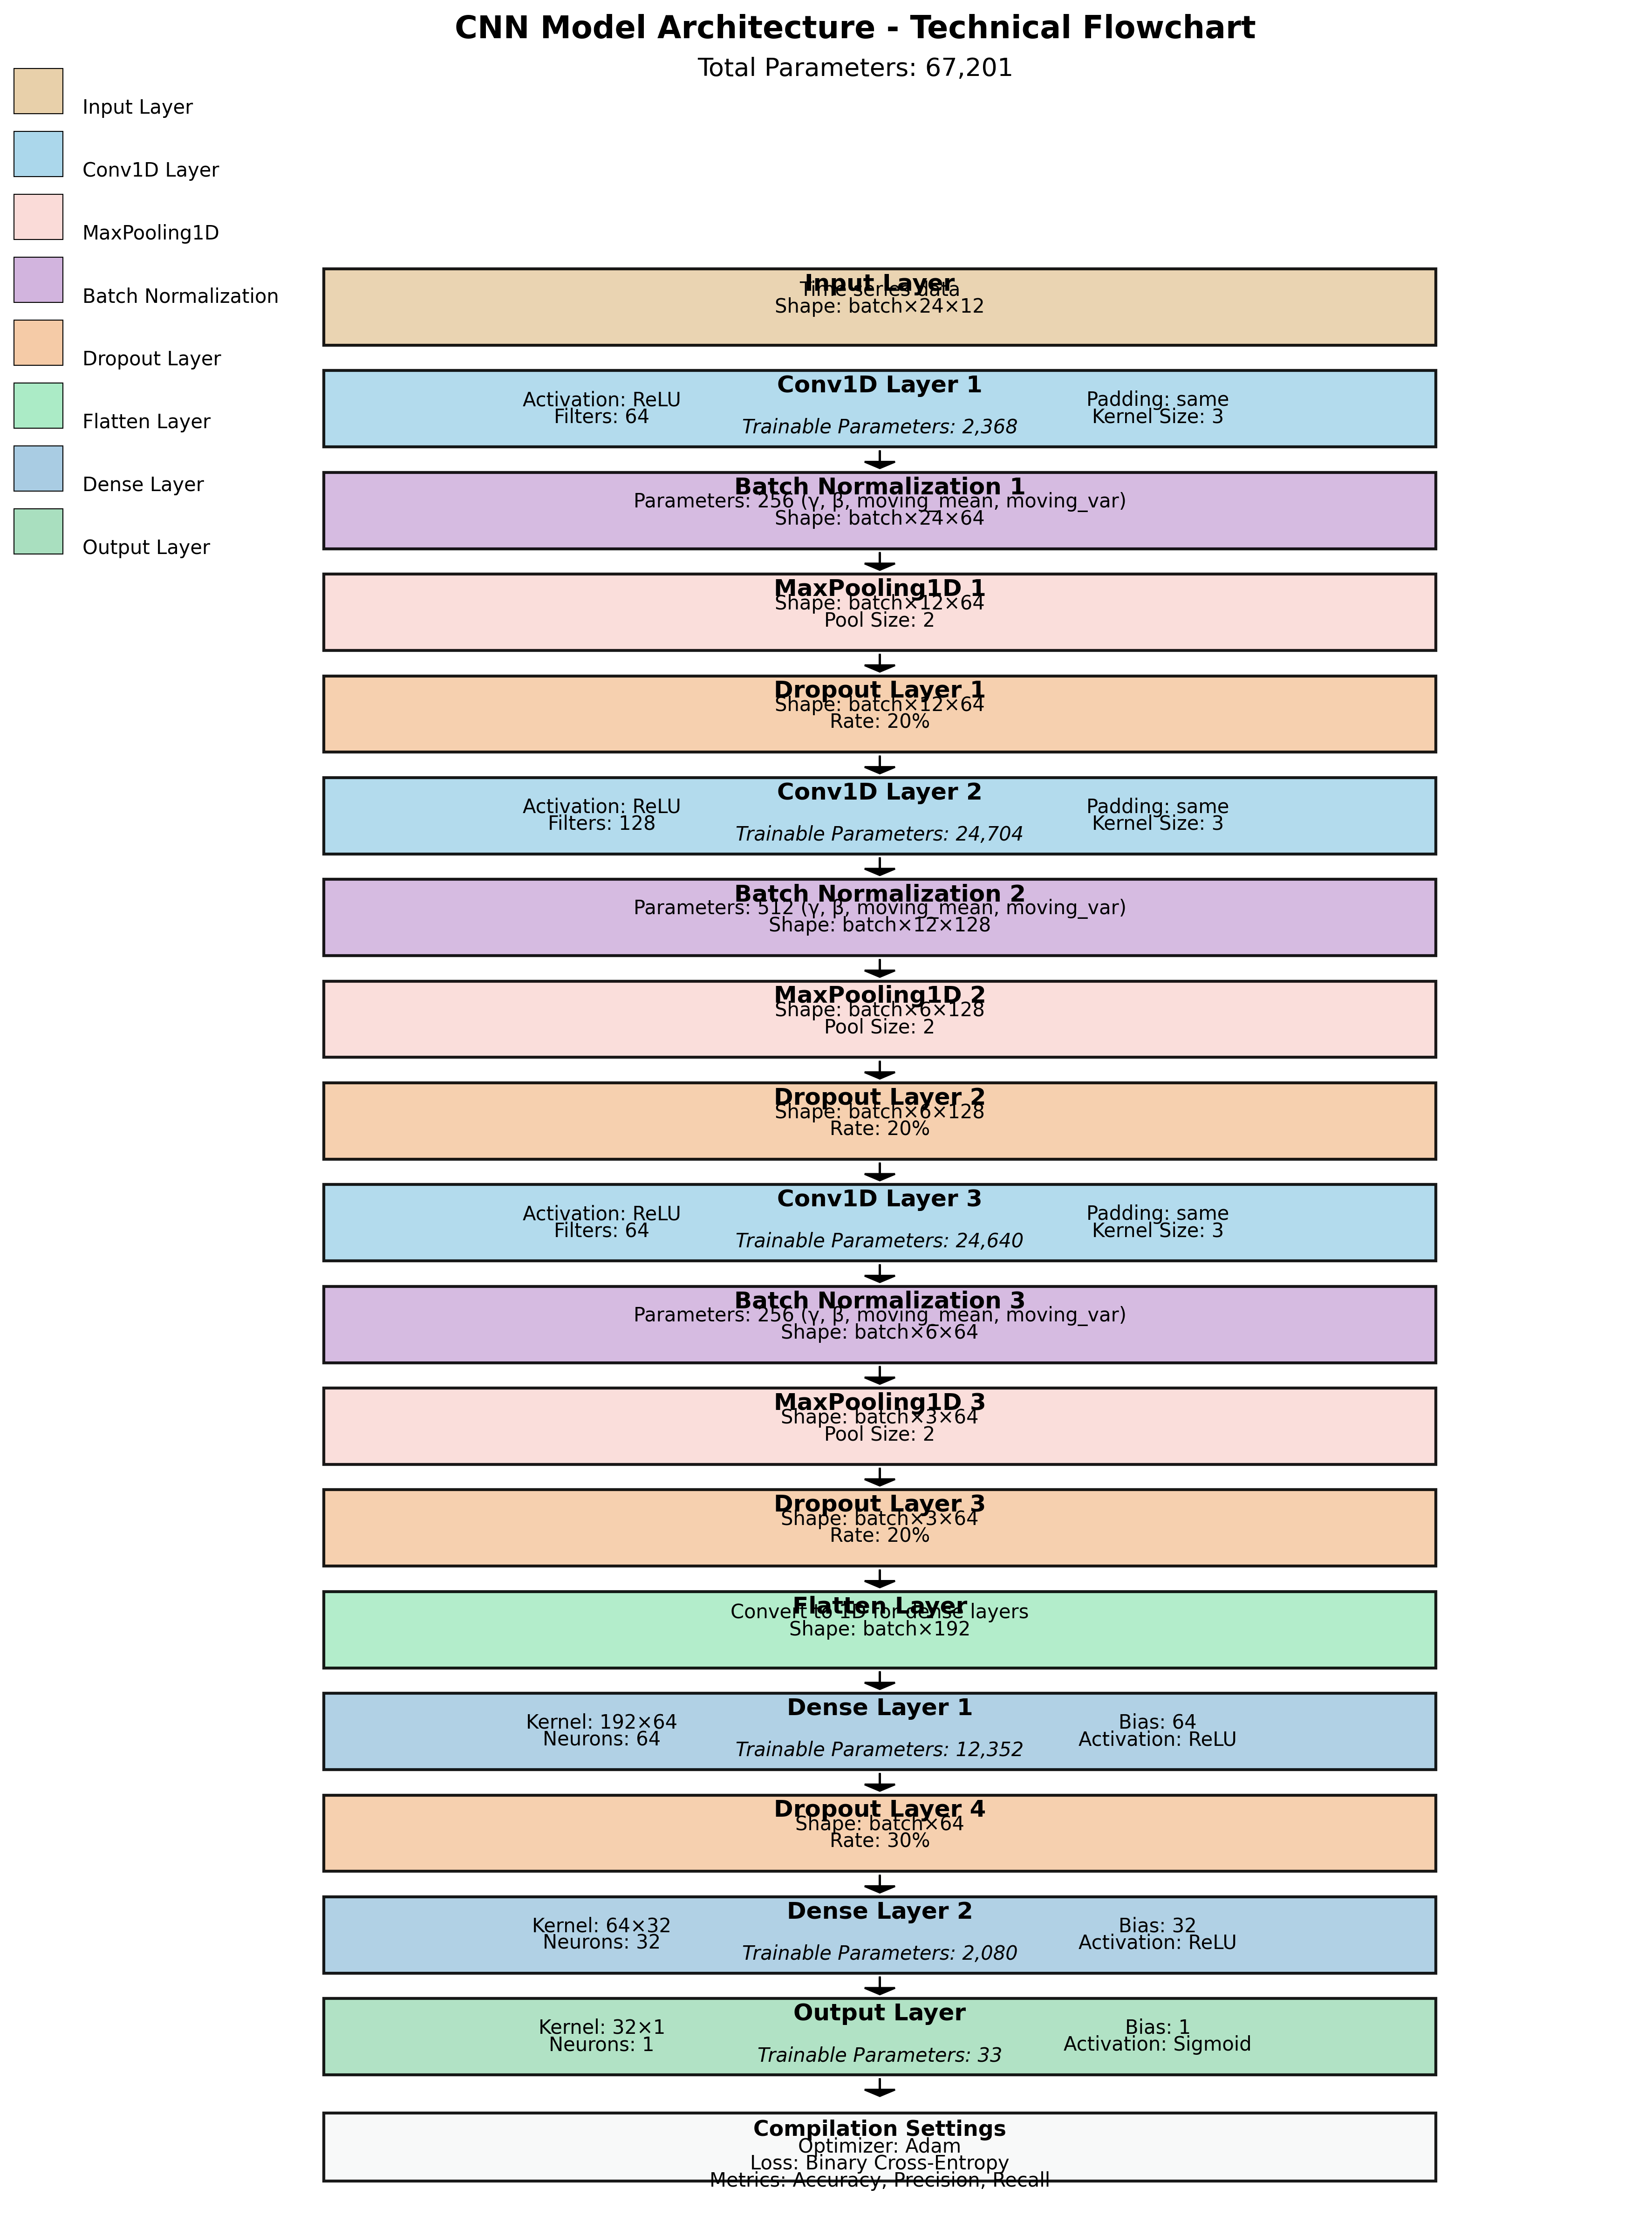 CNN Model Architecture - Technical Flowchart
Total Parameters: 67,201
Input Layer
Conv1D Layer
MaxPooling1D
Batch Normalization
Dropout Layer
Flatten Layer
Dense Layer
Output Layer
Input Layer
Time series data
Shape: batch×24×12
Conv1D Layer 1
Activation: ReLU
Filters: 64
Trainable Parameters: 2,368
Padding: same
Kernel Size: 3
Batch Normalization 1
Parameters: 256 (γ, β, moving_mean, moving_var)
Shape: batch×24×64
MaxPooling1D 1
Shape: batch×12×64
Pool Size: 2
Dropout Layer 1
Shape: batch×12×64
Rate: 20%
Conv1D Layer 2
Activation: ReLU
Filters: 128
Trainable Parameters: 24,704
Padding: same
Kernel Size: 3
Batch Normalization 2
Parameters: 512 (γ, β, moving_mean, moving_var)
Shape: batch×12×128
MaxPooling1D 2
Shape: batch×6×128
Pool Size: 2
Dropout Layer 2
Shape: batch×6×128
Rate: 20%
Conv1D Layer 3
Activation: ReLU
Filters: 64
Trainable Parameters: 24,640
Padding: same
Kernel Size: 3
Batch Normalization 3
Parameters: 256 (γ, β, moving_mean, moving_var)
Shape: batch×6×64
MaxPooling1D 3
Shape: batch×3×64
Pool Size: 2
Dropout Layer 3
Shape: batch×3×64
Rate: 20%
Flatten Layer
Convert to 1D for dense layers
Shape: batch×192
Dense Layer 1
Kernel: 192×64
Neurons: 64
Trainable Parameters: 12,352
Bias: 64
Activation: ReLU
Dropout Layer 4
Shape: batch×64
Rate: 30%
Dense Layer 2
Kernel: 64×32
Neurons: 32
Trainable Parameters: 2,080
Bias: 32
Activation: ReLU
Output Layer
Kernel: 32×1
Neurons: 1
Trainable Parameters: 33
Bias: 1
Activation: Sigmoid
Compilation Settings
Optimizer: Adam
Loss: Binary Cross-Entropy
Metrics: Accuracy, Precision, Recall